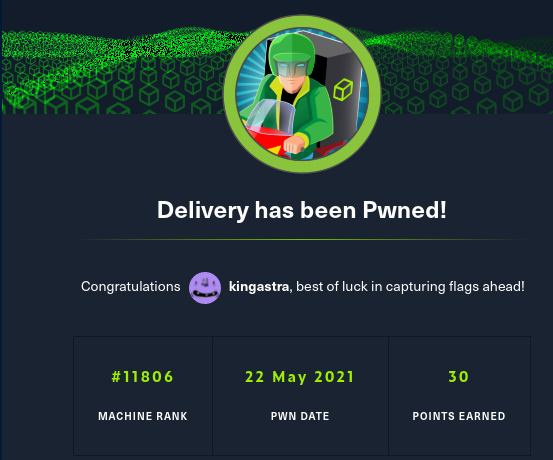 Delivery has been Pwned!
Congratulations kingastra, best of luck in capturing flags ahead!
#11806 22 May 2021 30
MACHINE RANK PWN DATE POINTS EARNED